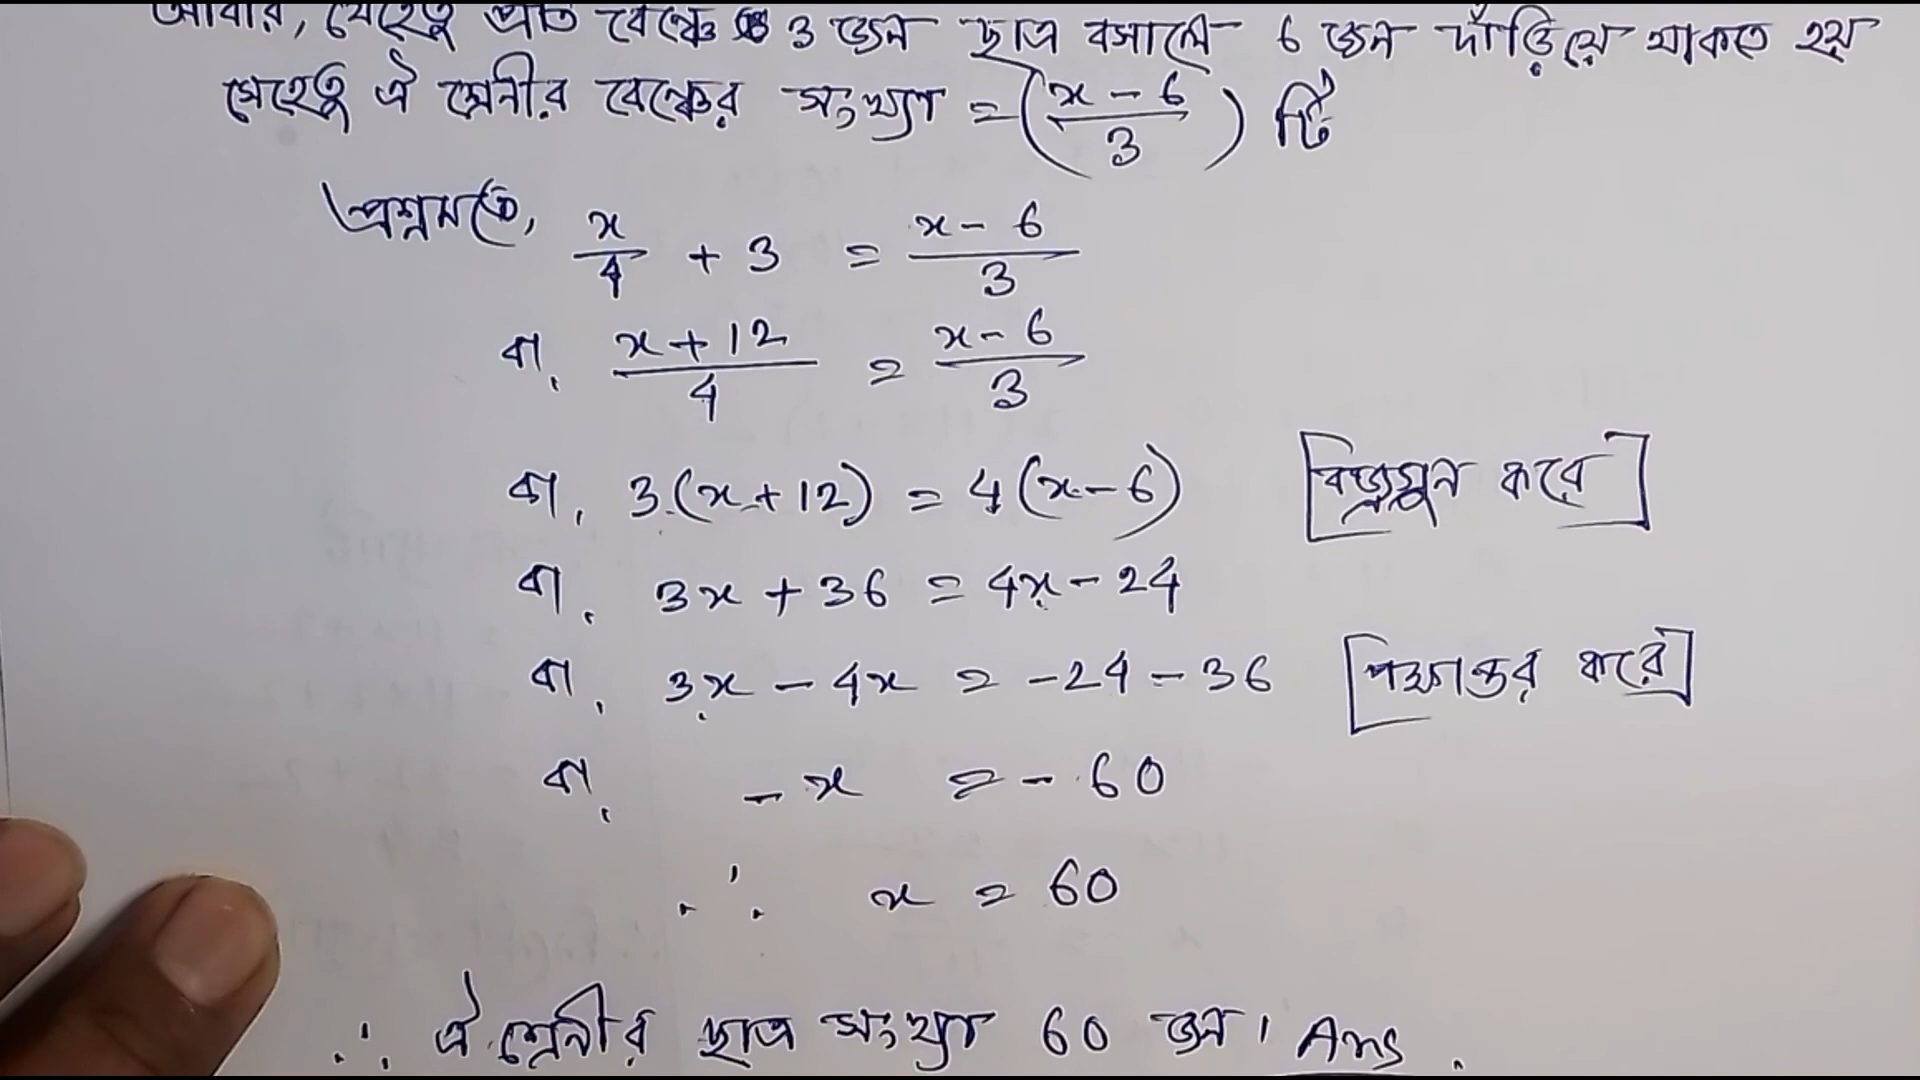 আবার, যেহেতু প্রতি বেঞ্চে 3 জন ছাত্র বসালে 6 জন দাঁড়িয়ে থাকতে হয়
সেহেতু ঐ শ্রেনীর বেঞ্চের সংখ্যা = (x - 6 / 3) টি
প্রশ্নমতে, x/4 + 3 = x - 6 / 3
বা, x + 12 / 4 = x - 6 / 3
বা, 3(x + 12) = 4(x - 6) [বজ্রগুন করে]
বা, 3x + 36 = 4x - 24
বা, 3x - 4x = -24 - 36 [পক্ষান্তর করে]
বা, - x = - 60
∴ x = 60
∴ ঐ শ্রেনীর ছাত্র সংখ্যা 60 জন। Ans.